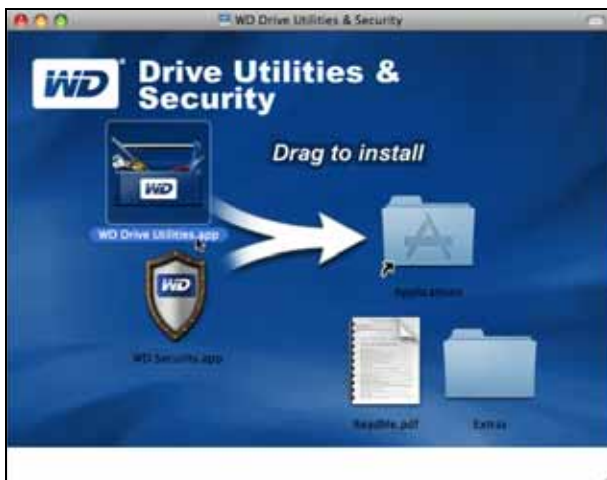 WD Drive Utilities & Security
WD
Drive Utilities &
Security
Drag to install
WD
WD Drive Utilities.app
Applications
WD
WD Security.app
ReadMe.pdf
Extras